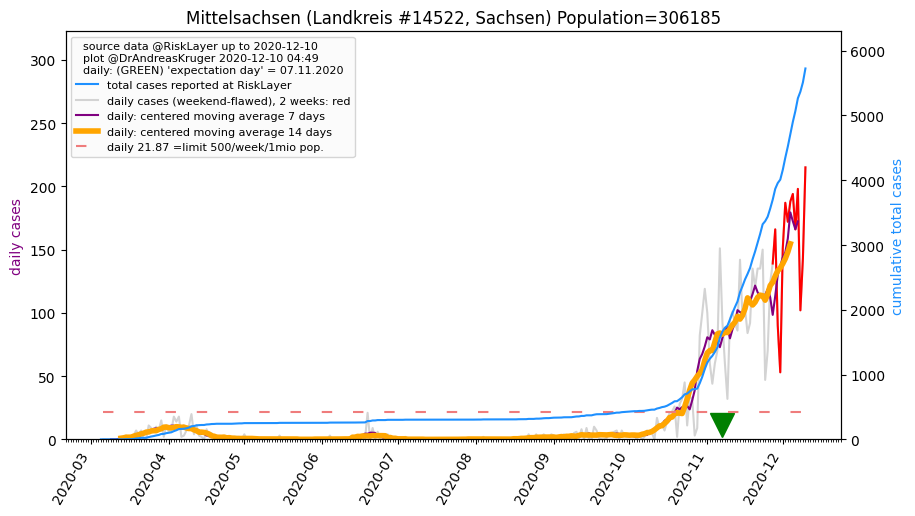 Mittelsachsen (Landkreis #14522, Sachsen) Population=306185
source data @RiskLayer up to 2020-12-10
plot @DrAndreasKruger 2020-12-10 04:49
daily: (GREEN) 'expectation day' = 07.11.2020
total cases reported at RiskLayer
daily cases (weekend-flawed), 2 weeks: red
daily: centered moving average 7 days
daily: centered moving average 14 days
daily 21.87 =limit 500/week/1mio pop.
daily cases
300
250
200
150
100
50
0
cumulative total cases
6000
5000
4000
3000
2000
1000
0
2020-03
2020-04
2020-05
2020-06
2020-07
2020-08
2020-09
2020-10
2020-11
2020-12